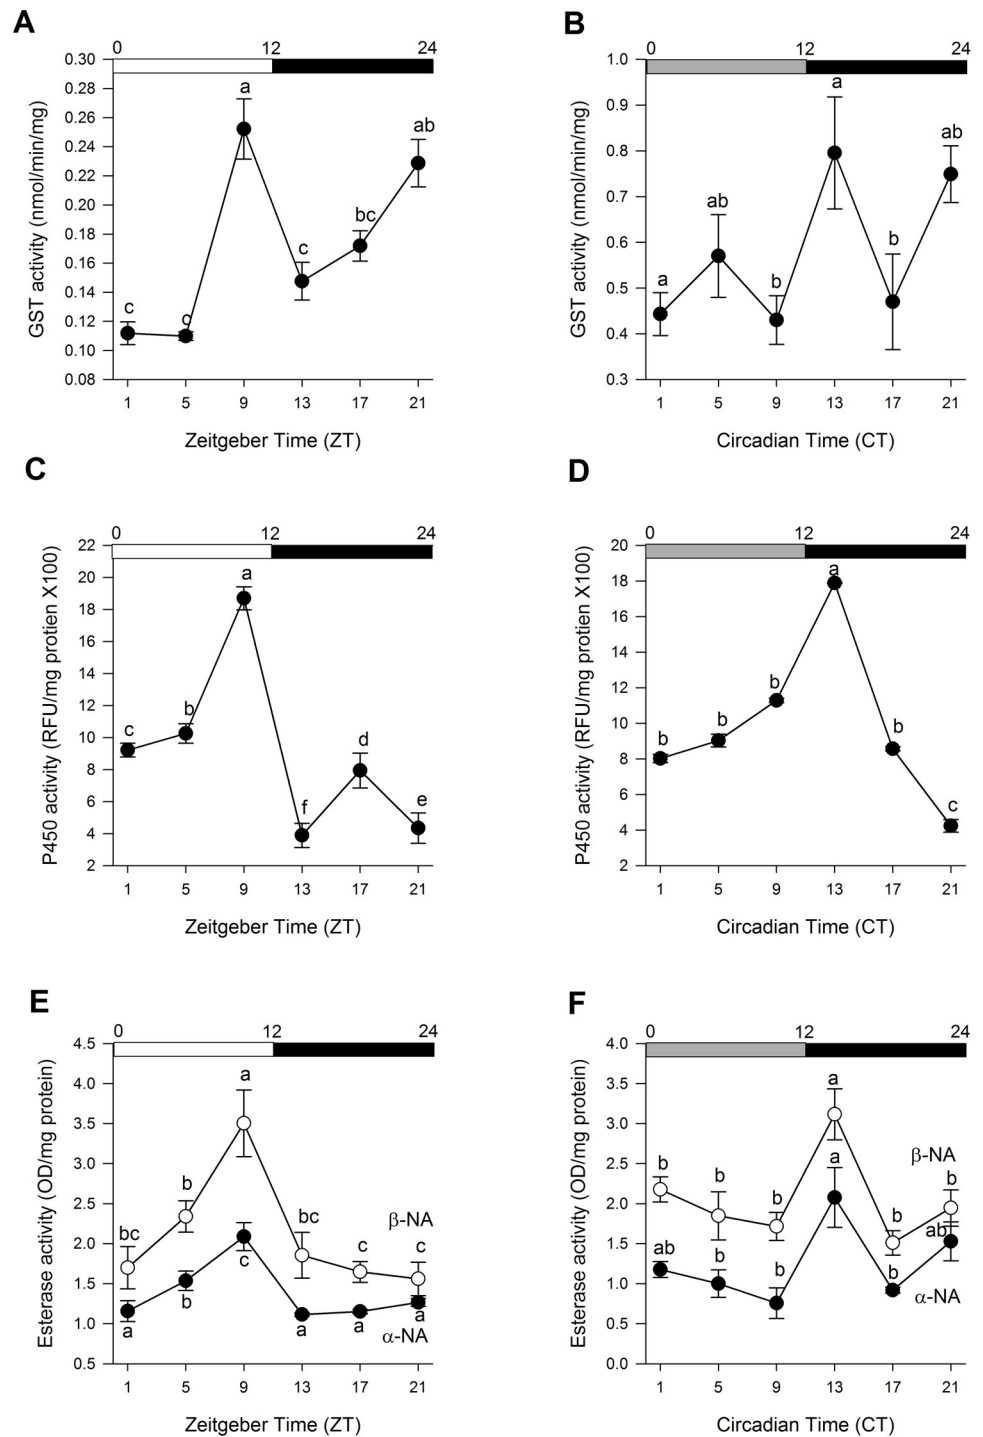 A
0 12 24
0.30
0.28
0.26
0.24
0.22
0.20
0.18
0.16
0.14
0.12
0.10
0.08
GST activity (nmol/min/mg)
c c a c bc ab
1 5 9 13 17 21
Zeitgeber Time (ZT)
B
0 12 24
1.0
0.9
0.8
0.7
0.6
0.5
0.4
0.3
GST activity (nmol/min/mg)
a ab b a b ab
1 5 9 13 17 21
Circadian Time (CT)
C
0 12 24
22
20
18
16
14
12
10
8
6
4
2
P450 activity (RFU/mg protien X100)
c b a f d e
1 5 9 13 17 21
Zeitgeber Time (ZT)
D
0 12 24
20
18
16
14
12
10
8
6
4
2
P450 activity (RFU/mg protien X100)
b b b a b c
1 5 9 13 17 21
Circadian Time (CT)
E
0 12 24
4.5
4.0
3.5
3.0
2.5
2.0
1.5
1.0
0.5
Esterase activity (OD/mg protein)
bc b a bc c c
β-NA
a b c a a a
α-NA
1 5 9 13 17 21
Zeitgeber Time (ZT)
F
0 12 24
4.0
3.5
3.0
2.5
2.0
1.5
1.0
0.5
0.0
Esterase activity (OD/mg protein)
b b b a b b
β-NA
ab b b a b ab
α-NA
1 5 9 13 17 21
Circadian Time (CT)